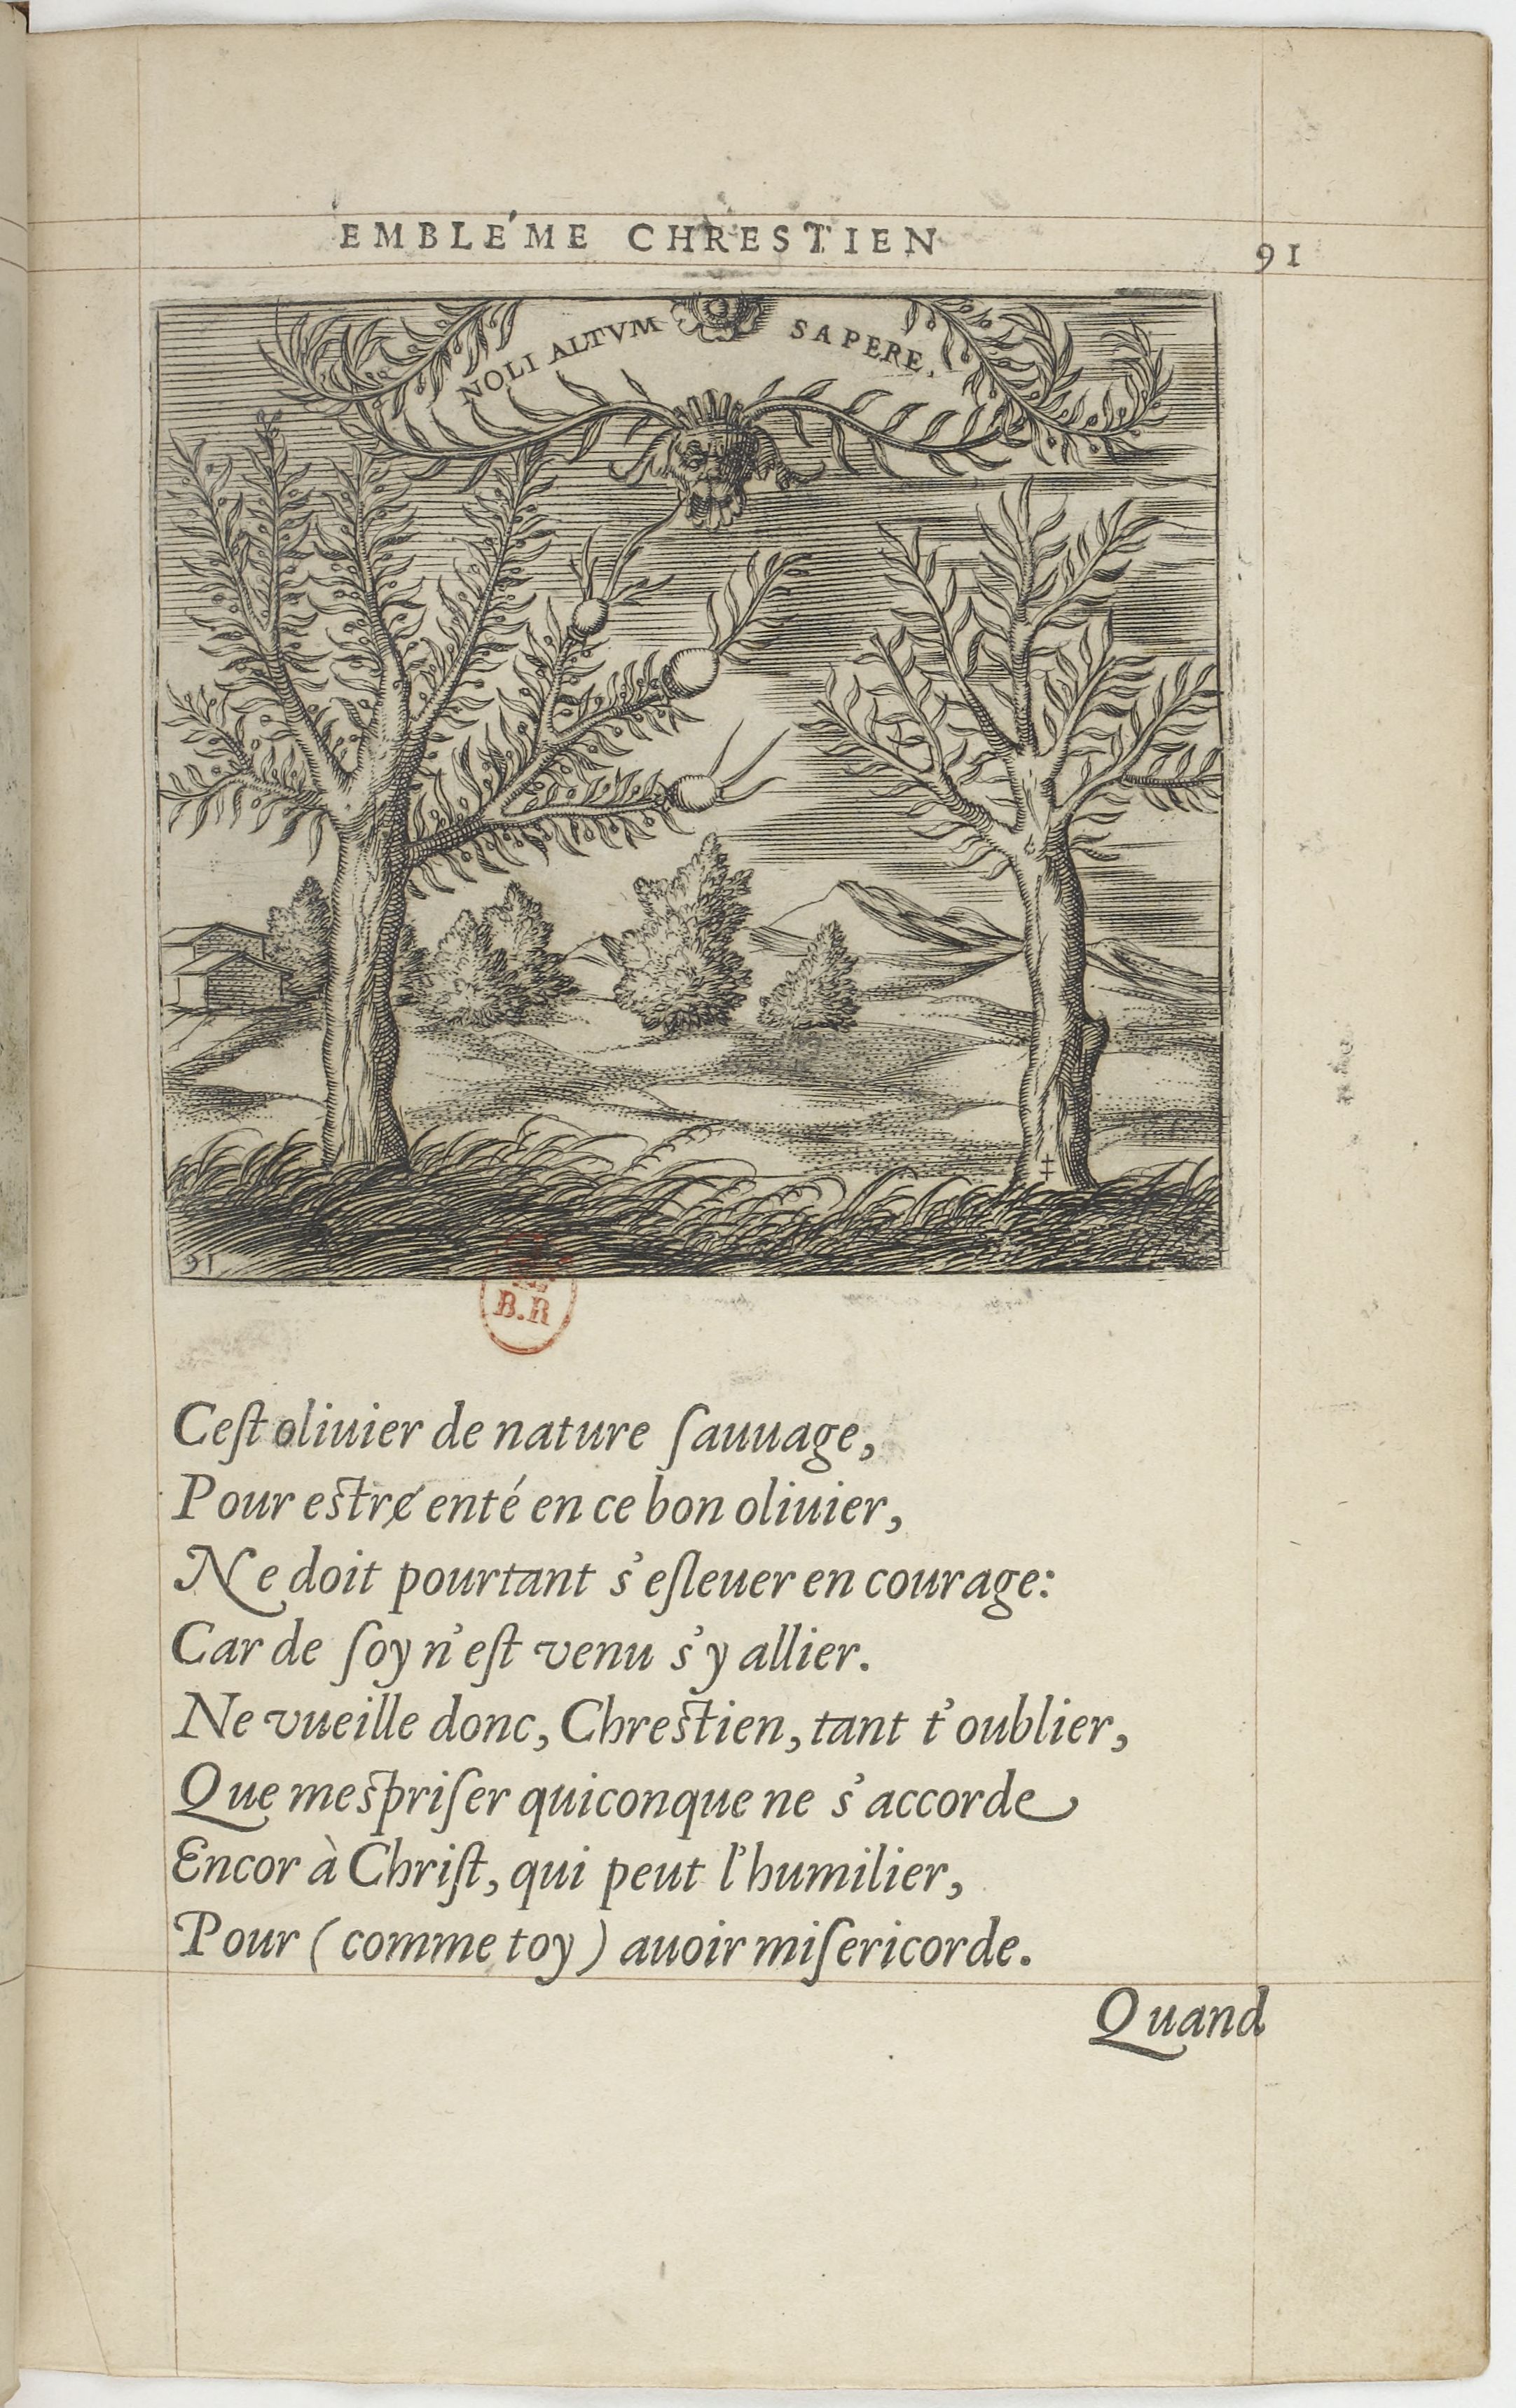 EMBLÉME CHRESTIEN
91
NOLI ALTVM SAPERE.
91
B.R
Ceſt oliuier de nature ſauuage,
Pour estrɇ enté en ce bon oliuier,
Ne doit pourtant s'eſleuer en courage:
Car de ſoy n'eſt venu s'y allier.
Ne vueille donc, Chrestien, tant t'oublier,
Que mespriſer quiconque ne s'accorde
Encor à Chriſt, qui peut l'humilier,
Pour (comme toy) auoir miſericorde.
Quand